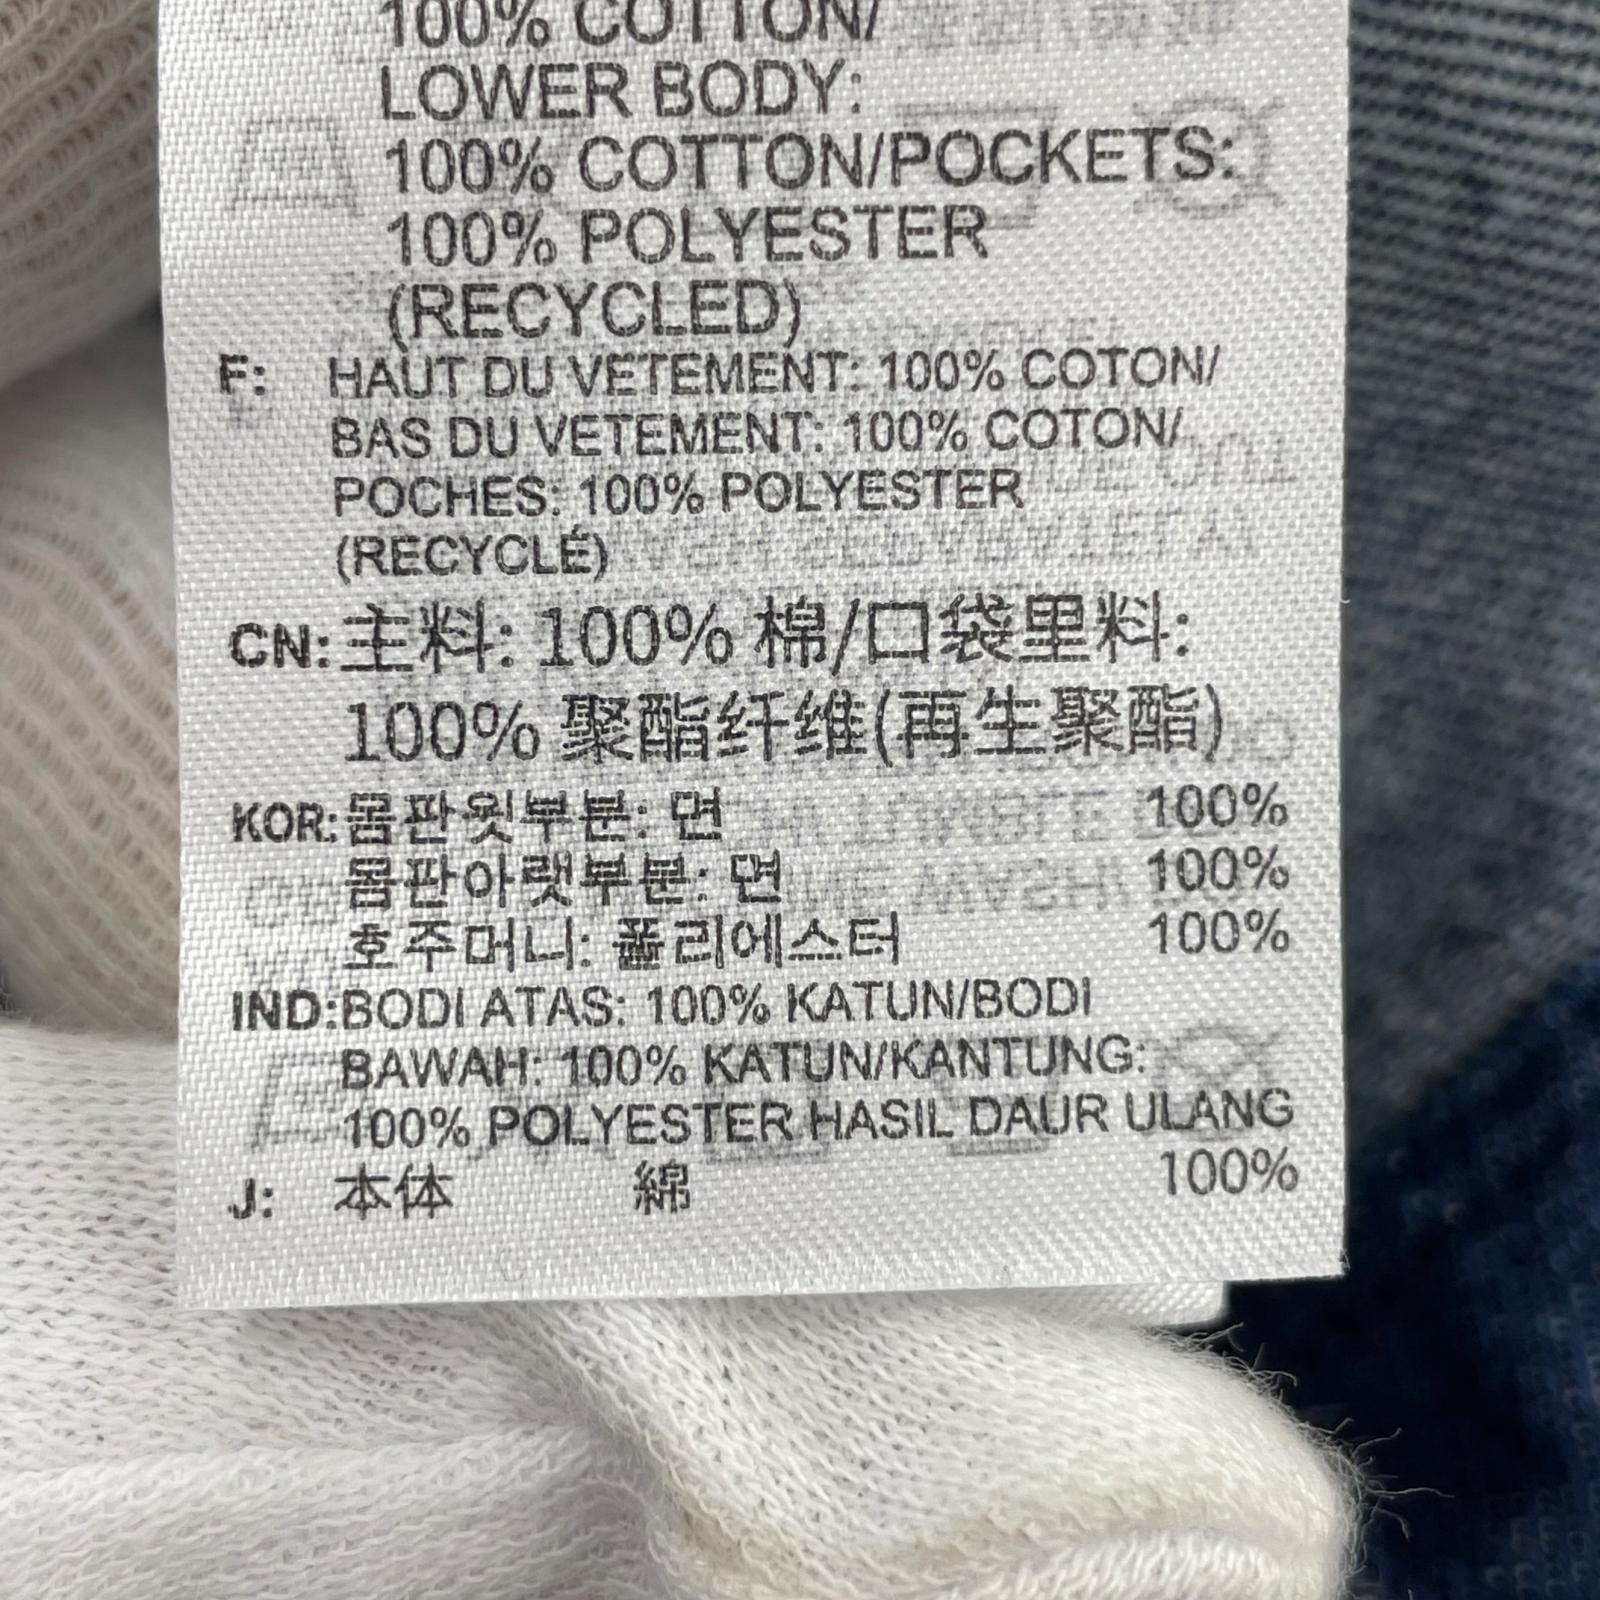 100% COTTON/
LOWER BODY:
100% COTTON/POCKETS:
100% POLYESTER
(RECYCLED)
F: HAUT DU VETEMENT: 100% COTON/
BAS DU VETEMENT: 100% COTON/
POCHES: 100% POLYESTER
(RECYCLÉ)
CN: 主料: 100% 棉/口袋里料:
100% 聚酯纤维(再生聚酯)
KOR: 몸판윗부분: 면 100%
몸판아랫부분: 면 100%
호주머니: 폴리에스터 100%
IND: BODI ATAS: 100% KATUN/BODI
BAWAH: 100% KATUN/KANTUNG:
100% POLYESTER HASIL DAUR ULANG
J: 本体 綿 100%